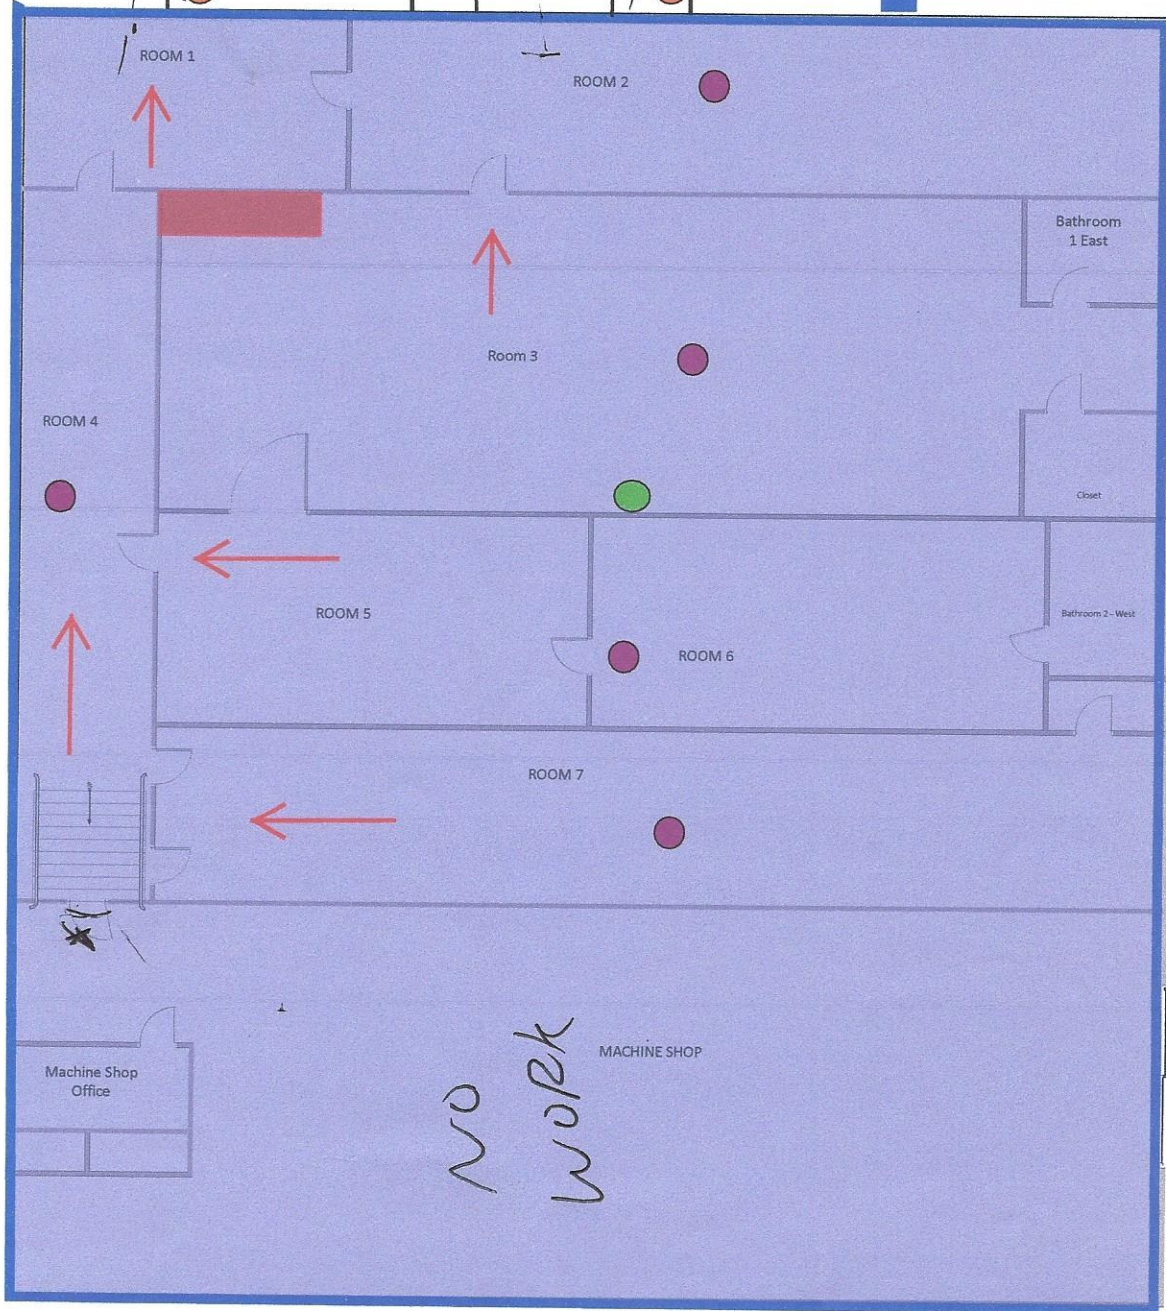 ROOM 1
ROOM 2
Bathroom
1 East
Room 3
ROOM 4
Closet
ROOM 5
Bathroom 2 - West
ROOM 6
ROOM 7
MACHINE SHOP
Machine Shop
Office
NO
WORK